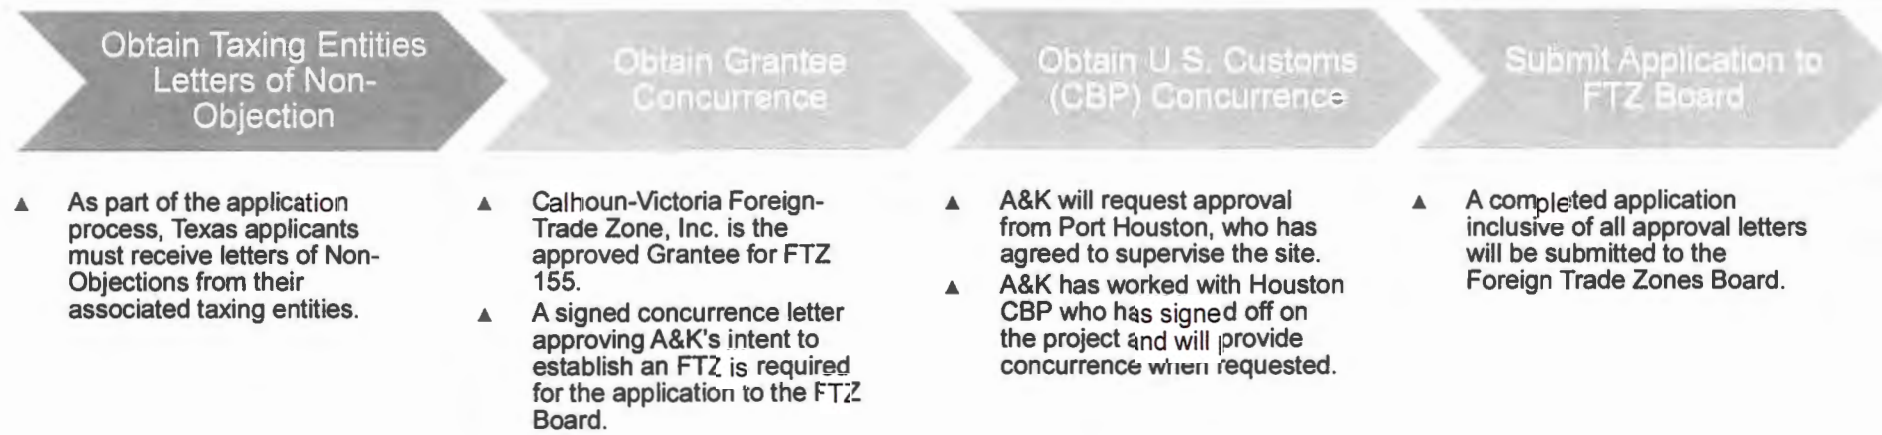 Obtain Taxing Entities
Letters of Non-
Objection
As part of the application
process, Texas applicants
must receive letters of Non-
Objections from their
associated taxing entities.
Obtain Grantee
Concurrence
Calhoun-Victoria Foreign-
Trade Zone, Inc. is the
approved Grantee for FTZ
155.
A signed concurrence letter
approving A&K's intent to
establish an FTZ is required
for the application to the FTZ
Board.
Obtain U.S. Customs
(CBP) Concurrence
A&K will request approval
from Port Houston, who has
agreed to supervise the site.
A&K has worked with Houston
CBP who has signed off on
the project and will provide
concurrence when requested.
Submit Application to
FTZ Board
A completed application
inclusive of all approval letters
will be submitted to the
Foreign Trade Zones Board.